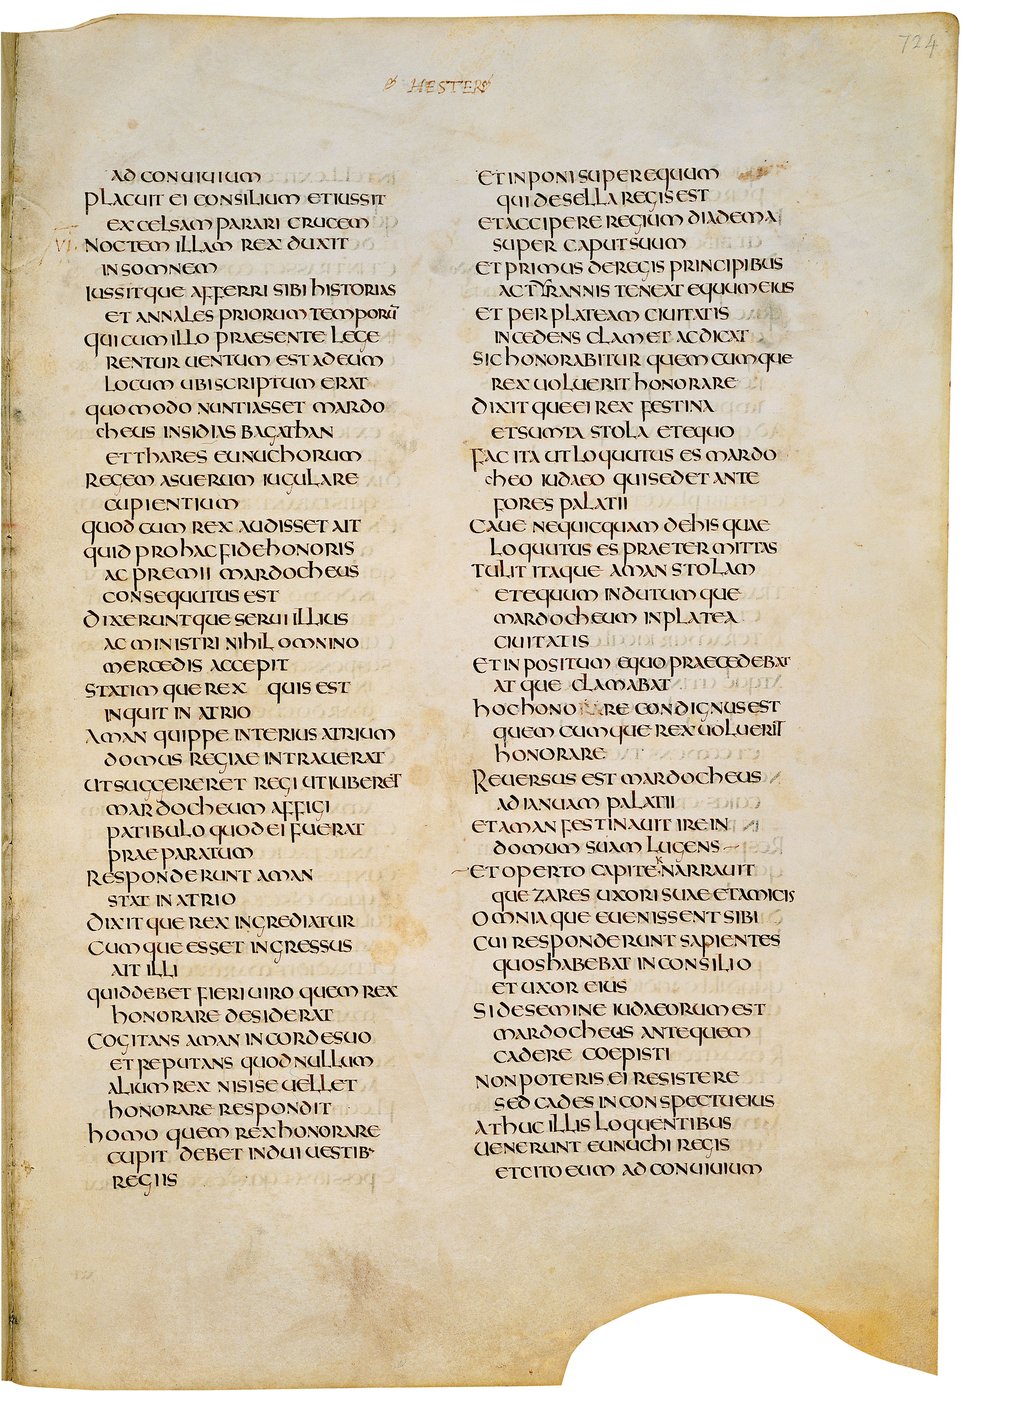 724
HESTER
AD CONUIUIUM
PLACUIT EI CONSILIUM ET IUSSIT
EXCELSAM PARARI CRUCEM
VI NOCTEM ILLAM REX DUXIT
INSOMNEM
IUSSITQUE AFFERRI SIBI HISTORIAS
ET ANNALES PRIORUM TEMPORŪ
QUI CUM ILLO PRAESENTE LEGE
RENTUR UENTUM EST AD EUM
LOCUM UBI SCRIPTUM ERAT
QUOMODO NUNTIASSET MARDO
CHEUS INSIDIAS BAGATHAN
ET THARES EUNUCHORUM
REGEM ASUERUM IUGULARE
CUPIENTIUM
QUOD CUM REX AUDISSET AIT
QUID PRO HAC FIDE HONORIS
AC PREMII MARDOCHEUS
CONSEQUUTUS EST
DIXERUNTQUE SERUI ILLIUS
AC MINISTRI NIHIL OMNINO
MERCEDIS ACCEPIT
STATIMQUE REX QUIS EST
INQUIT IN ATRIO
AMAN QUIPPE INTERIUS ATRIUM
DOMUS REGIAE INTRAUERAT
UT SUGGERERET REGI UT IUBERET
MARDOCHEUM AFFIGI
PATIBULO QUOD EI FUERAT
PRAEPARATUM
RESPONDERUNT AMAN
STAT IN ATRIO
DIXITQUE REX INGREDIATUR
CUMQUE ESSET INGRESSUS
AIT ILLI
QUID DEBET FIERI UIRO QUEM REX
HONORARE DESIDERAT
COGITANS AMAN IN CORDE SUO
ET REPUTANS QUOD NULLUM
ALIUM REX NISI SE UELLET
HONORARE RESPONDIT
HOMO QUEM REX HONORARE
CUPIT DEBET INDUI UESTIB·
REGIIS
ET INPONI SUPER EQUUM
QUI DE SELLA REGIS EST
ET ACCIPERE REGIUM DIADEMA
SUPER CAPUT SUUM
ET PRIMUS DE REGIS PRINCIPIBUS
AC TYRANNIS TENEAT EQUUM EIUS
ET PER PLATEAM CIUITATIS
INCEDENS CLAMET AC DICAT
SIC HONORABITUR QUEMCUMQUE
REX UOLUERIT HONORARE
DIXITQUE EI REX FESTINA
ET SUMTA STOLA ET EQUO
FAC ITA UT LOQUUTUS ES MARDO
CHEO IUDAEO QUI SEDET ANTE
FORES PALATII
CAUE NE QUICQUAM DE HIS QUAE
LOQUUTUS ES PRAETERMITTAS
TULIT ITAQUE AMAN STOLAM
ET EQUUM INDUTUMQUE
MARDOCHEUM IN PLATEA
CIUITATIS
ET INPOSITUM EQUO PRAECEDEBAT
ATQUE CLAMABAT
HOC HONORE CONDIGNUS EST
QUEMCUMQUE REX UOLUERIT
HONORARE
REUERSUS EST MARDOCHEUS
AD IANUAM PALATII
ET AMAN FESTINAUIT IRE IN
DOMUM SUAM LUGENS
ET OPERTO CAPITE NARRAUIT
QUE ZARES UXORI SUAE ET AMICIS
OMNIA QUE EUENISSENT SIBI
CUI RESPONDERUNT SAPIENTES
QUOS HABEBAT IN CONSILIO
ET UXOR EIUS
SI DE SEMINE IUDAEORUM EST
MARDOCHEUS ANTE QUEM
CADERE COEPISTI
NON POTERIS EI RESISTERE
SED CADES IN CONSPECTU EIUS
ATHUC ILLIS LOQUENTIBUS
UENERUNT EUNUCHI REGIS
ET CITO EUM AD CONUIUIUM